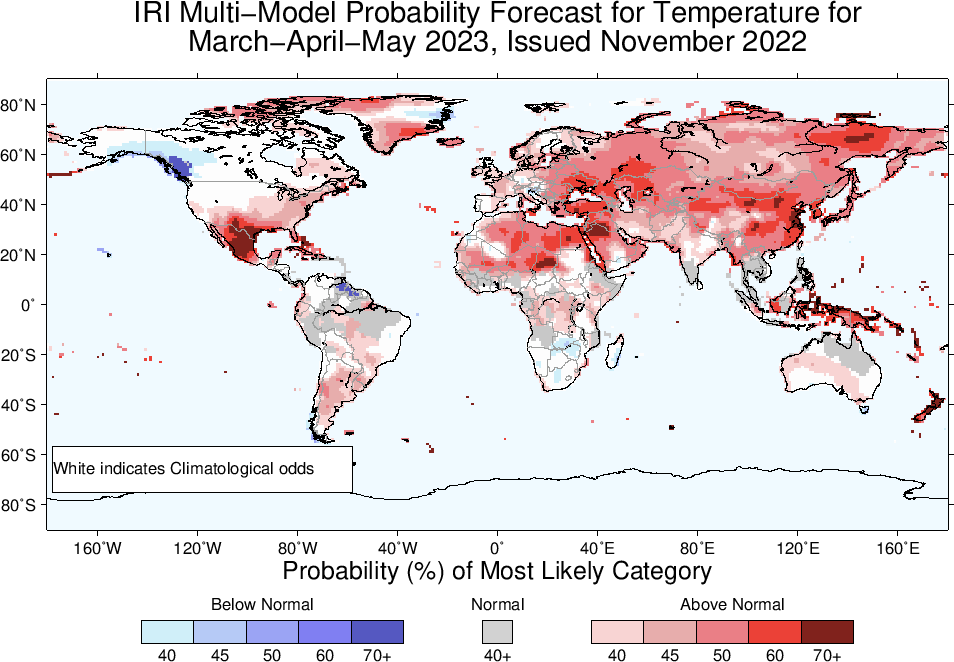 IRI Multi−Model Probability Forecast for Temperature for
March−April−May 2023, Issued November 2022
80˚N
60˚N
40˚N
20˚N
0˚
20˚S
40˚S
60˚S
80˚S
White indicates Climatological odds
160˚W 120˚W 80˚W 40˚W 0˚ 40˚E 80˚E 120˚E 160˚E
Probability (%) of Most Likely Category
Below Normal Normal Above Normal
40 45 50 60 70+ 40+ 40 45 50 60 70+